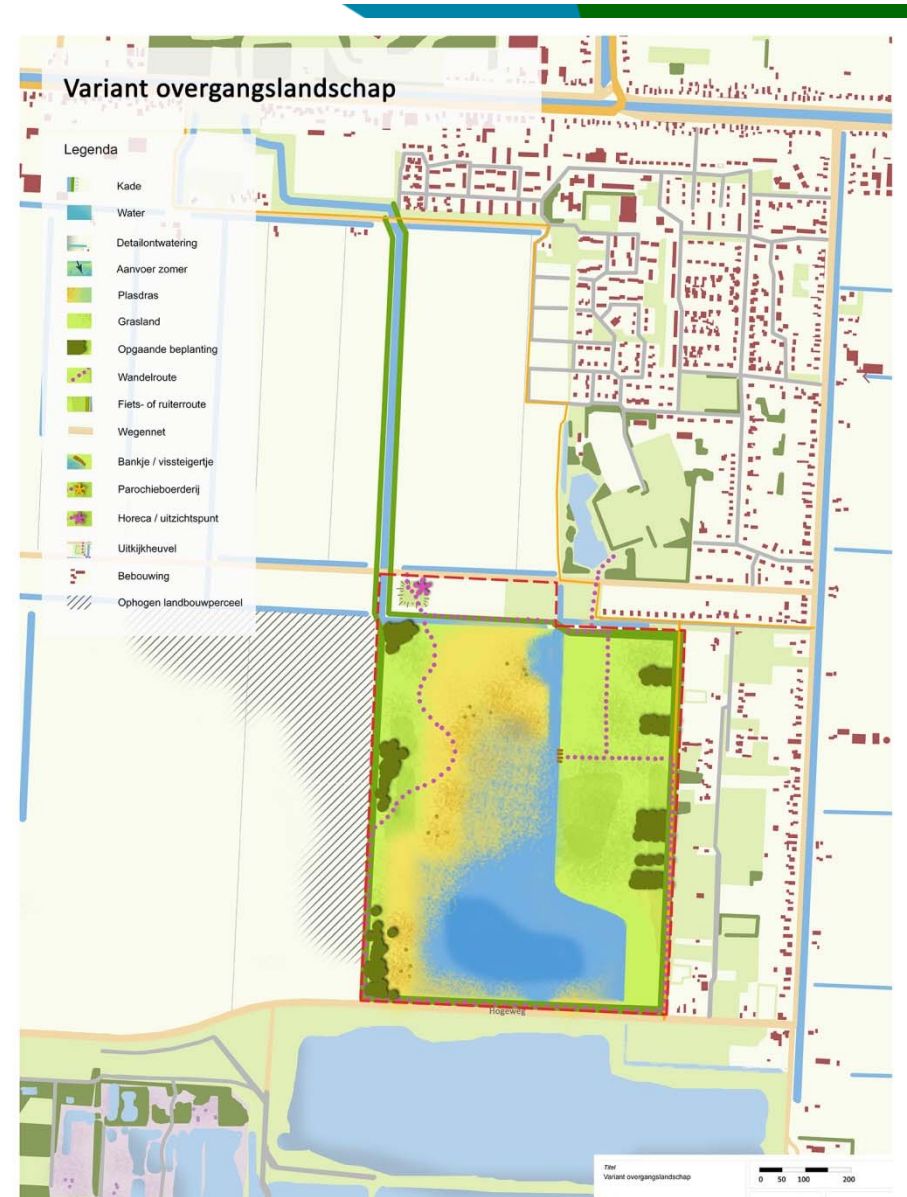 Variant overgangslandschap
Legenda
Kade
Water
Detailontwatering
Aanvoer zomer
Plasdras
Grasland
Opgaande beplanting
Wandelroute
Fiets- of ruiterroute
Wegennet
Bankje / vissteigertje
Parochieboerderij
Horeca / uitzichtspunt
Uitkijkheuvel
Bebouwing
Ophogen landbouwperceel
Hogeweg
Titel
Variant overgangslandschap
0 50 100 200